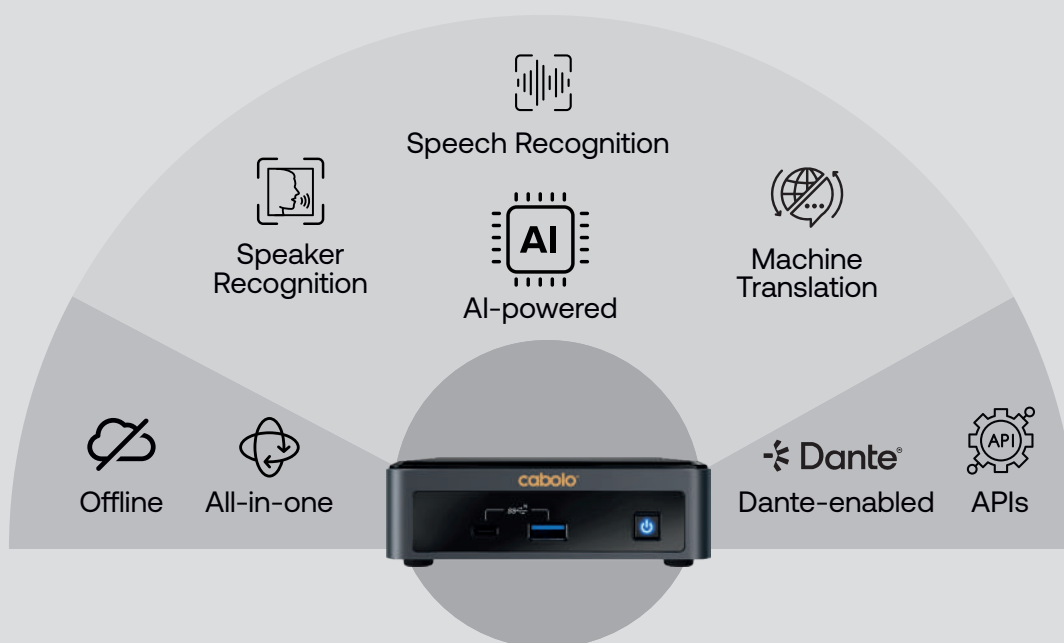 Speech Recognition
Speaker
Recognition
AI
AI-powered
Machine
Translation
Offline
All-in-one
cabolo
Dante®
Dante-enabled
API
APIs